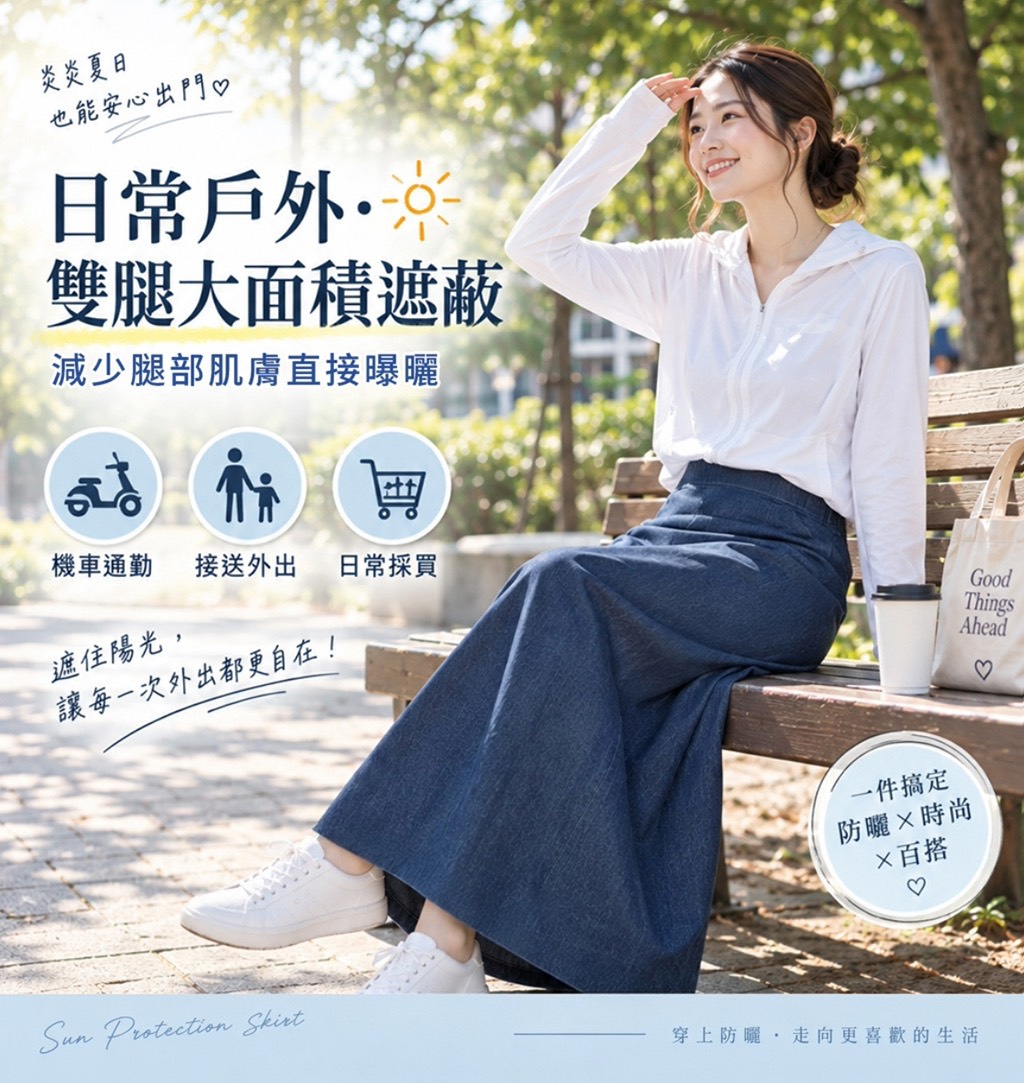 炎炎夏日
也能安心出門♡
日常戶外·
雙腿大面積遮蔽
減少腿部肌膚直接曝曬
機車通勤
接送外出
日常採買
遮住陽光，
讓每一次外出都更自在！
Good
Things
Ahead
♡
一件搞定
防曬×時尚
×百搭
♡
Sun Protection Skirt
穿上防曬·走向更喜歡的生活